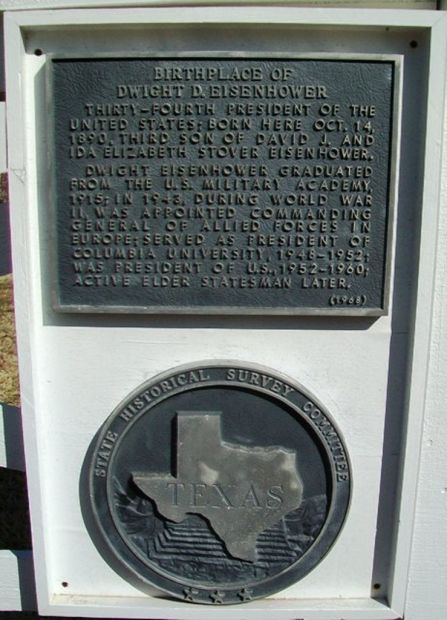 BIRTHPLACE OF
DWIGHT D. EISENHOWER
THIRTY-FOURTH PRESIDENT OF THE
UNITED STATES; BORN HERE OCT. 14,
1890, THIRD SON OF DAVID J. AND
IDA ELIZABETH STOVER EISENHOWER.
DWIGHT EISENHOWER GRADUATED
FROM THE U.S. MILITARY ACADEMY,
1915; IN 1943, DURING WORLD WAR
II, WAS APPOINTED COMMANDING
GENERAL OF ALLIED FORCES IN
EUROPE; SERVED AS PRESIDENT OF
COLUMBIA UNIVERSITY, 1948-1952;
WAS PRESIDENT OF U.S., 1952-1960;
ACTIVE ELDER STATESMAN LATER.
(1968)
STATE HISTORICAL SURVEY COMMITTEE
TEXAS